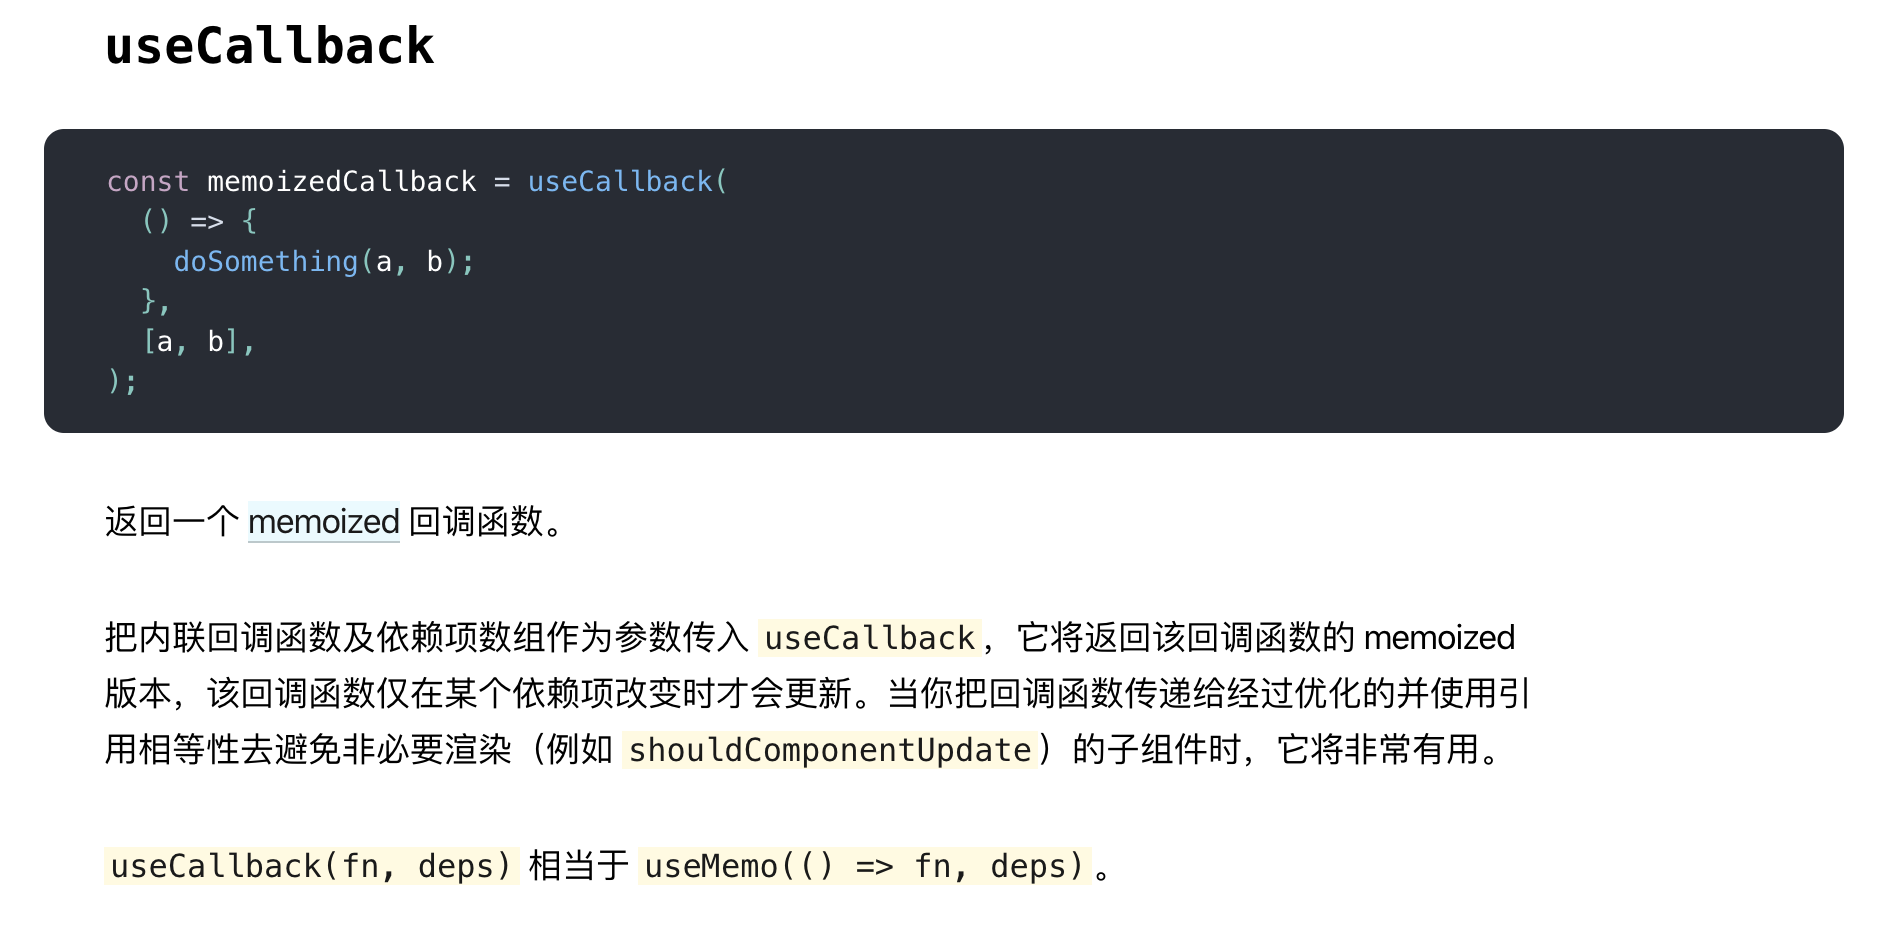 useCallback
const memoizedCallback = useCallback(
  () => {
    doSomething(a, b);
  },
  [a, b],
);
返回一个 memoized 回调函数。
把内联回调函数及依赖项数组作为参数传入 useCallback，它将返回该回调函数的 memoized
版本，该回调函数仅在某个依赖项改变时才会更新。当你把回调函数传递给经过优化的并使用引
用相等性去避免非必要渲染（例如 shouldComponentUpdate）的子组件时，它将非常有用。
useCallback(fn, deps) 相当于 useMemo(() => fn, deps)。